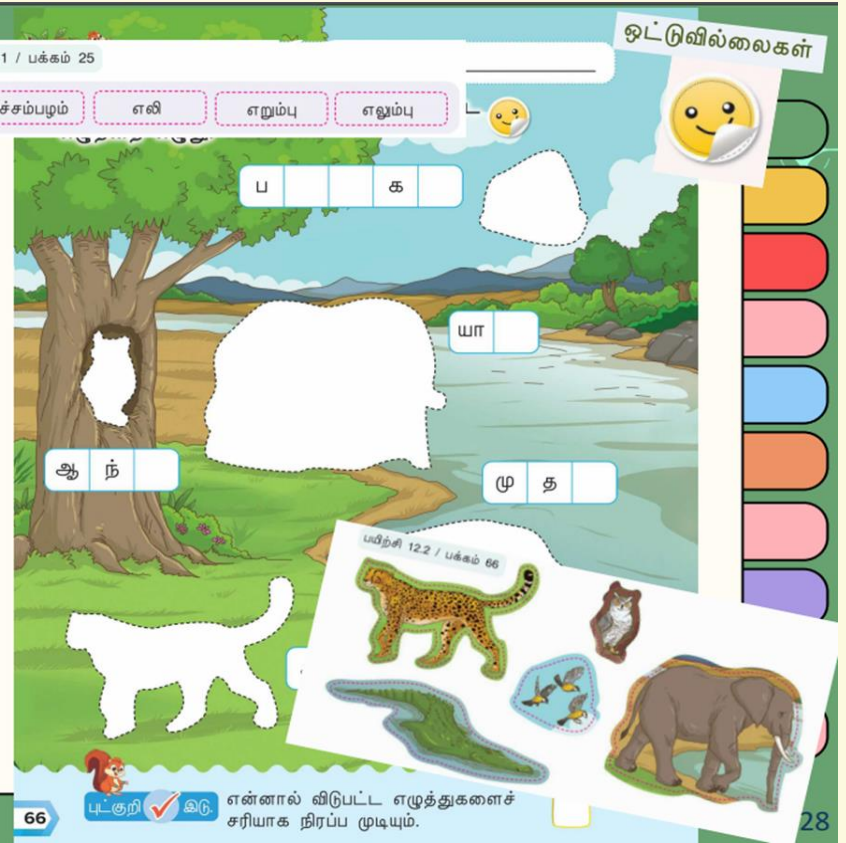 ஒட்டுவில்லைகள்
1 / பக்கம் 25
ச்சம்பழம்
எலி
எறும்பு
எலும்பு
ப க
யா
ஆ ந்
மு த
பயிற்சி 12.2 / பக்கம் 66
66
புட்குறி இடு.
என்னால் விடுபட்ட எழுத்துகளைச்
சரியாக நிரப்ப முடியும்.
28